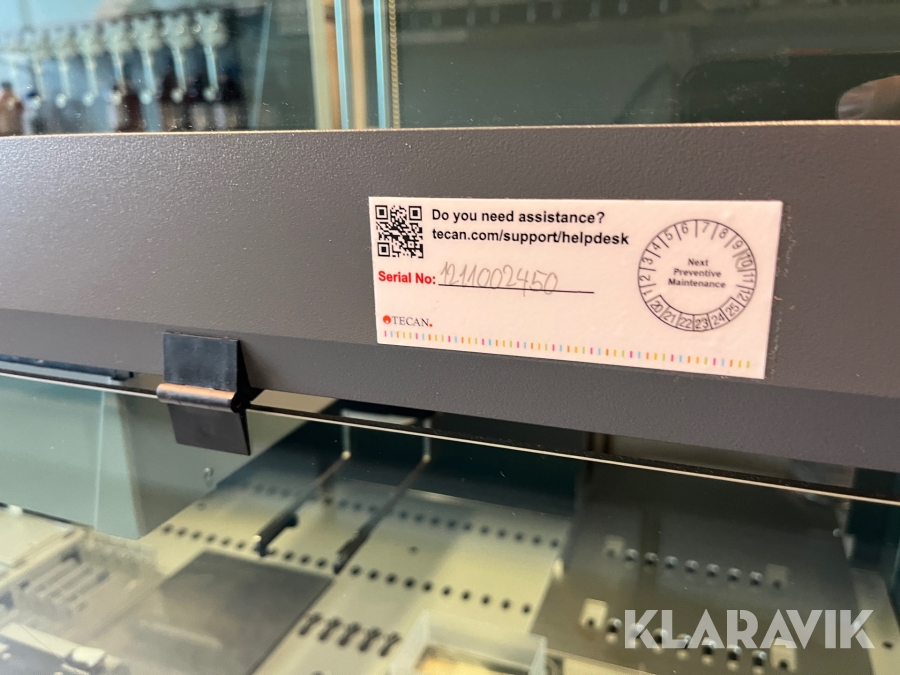 Do you need assistance?
tecan.com/support/helpdesk
Serial No: 1211002450
TECAN.
1 2 3 4 5 6 7 8 9 10 11 12
Next
Preventive
Maintenance
20 21 22 23 24 25
KLARAVIK